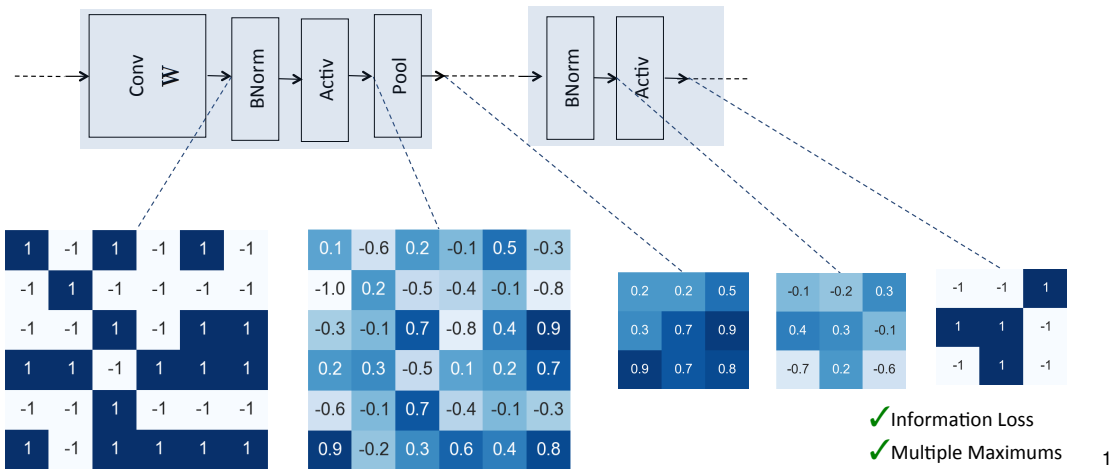 Conv W
BNorm
Activ
Pool
BNorm
Activ
1 -1 1 -1 1 -1
-1 1 -1 -1 -1 -1
-1 -1 1 -1 1 1
1 1 -1 1 1 1
-1 -1 1 -1 -1 -1
1 -1 1 1 1 1
0.1 -0.6 0.2 -0.1 0.5 -0.3
-1.0 0.2 -0.5 -0.4 -0.1 -0.8
-0.3 -0.1 0.7 -0.8 0.4 0.9
0.2 0.3 -0.5 0.1 0.2 0.7
-0.6 -0.1 0.7 -0.4 -0.1 -0.3
0.9 -0.2 0.3 0.6 0.4 0.8
0.2 0.2 0.5
0.3 0.7 0.9
0.9 0.7 0.8
-0.1 -0.2 0.3
0.4 0.3 -0.1
-0.7 0.2 -0.6
-1 -1 1
1 1 -1
-1 1 -1
✓Information Loss
✓Multiple Maximums
1